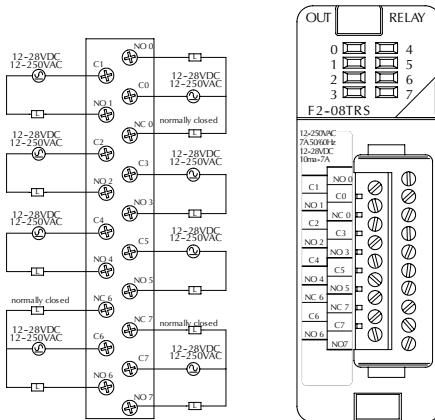 NO 0
L
12-28VDC
12-250VAC
C1
12-28VDC
12-250VAC
C0
L
NO 1
NC 0
normally closed
L
12-28VDC
12-250VAC
C2
12-28VDC
12-250VAC
C3
L
NO 2
NO 3
L
12-28VDC
12-250VAC
C4
12-28VDC
12-250VAC
C5
L
NO 4
NO 5
L
normally closed
L
NC 6
NC 7
normally closed
L
12-28VDC
12-250VAC
C6
12-28VDC
12-250VAC
C7
L
NO 6
NO 7
L
OUT RELAY
0 4
1 5
2 6
3 7
F2-08TRS
12-250VAC
7A50/60Hz
12-28VDC
10ma-7A
NO 0
C1
C0
NO 1
NC 0
C2
C3
NO 2
NO 3
C4
C5
NO 4
NO 5
NC 6
NC 7
C6
C7
NO 6
NO7